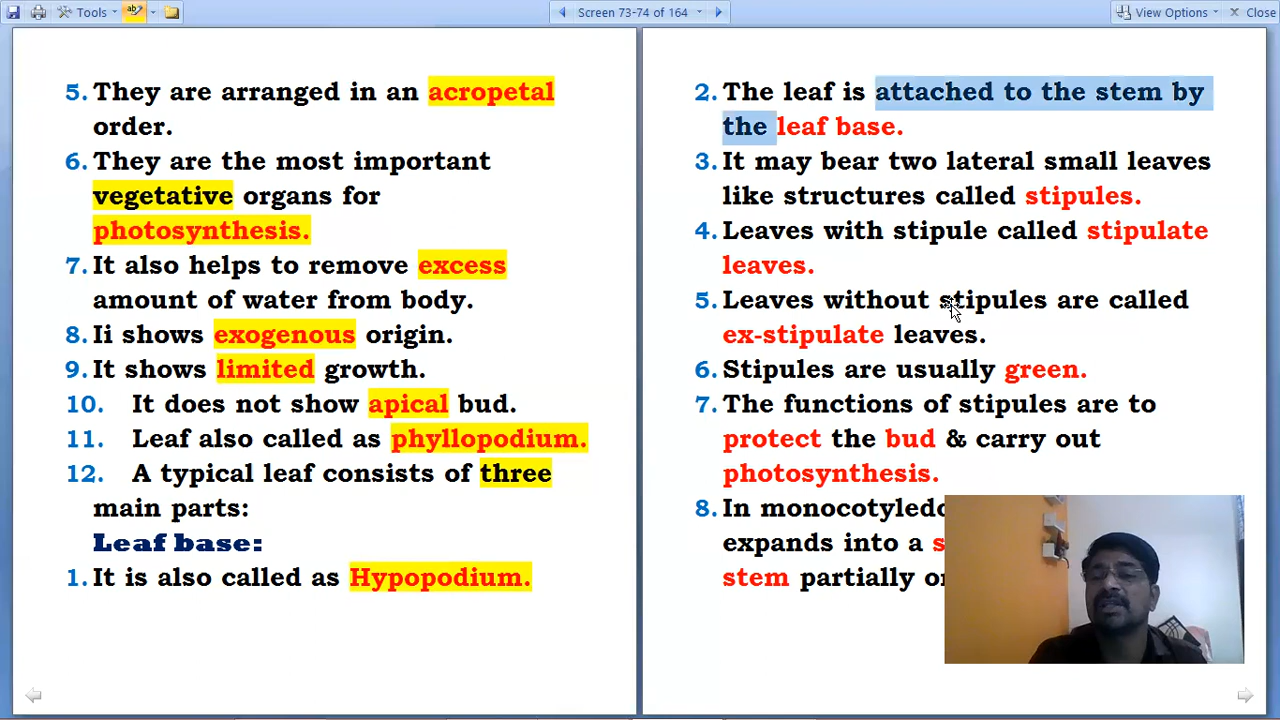 Tools
Screen 73-74 of 164
View Options
Close
5. They are arranged in an acropetal
order.
6. They are the most important
vegetative organs for
photosynthesis.
7. It also helps to remove excess
amount of water from body.
8. Ii shows exogenous origin.
9. It shows limited growth.
10. It does not show apical bud.
11. Leaf also called as phyllopodium.
12. A typical leaf consists of three
main parts:
Leaf base:
1. It is also called as Hypopodium.
2. The leaf is attached to the stem by
the leaf base.
3. It may bear two lateral small leaves
like structures called stipules.
4. Leaves with stipule called stipulate
leaves.
5. Leaves without stipules are called
ex-stipulate leaves.
6. Stipules are usually green.
7. The functions of stipules are to
protect the bud & carry out
photosynthesis.
8. In
expands into a
stem partially